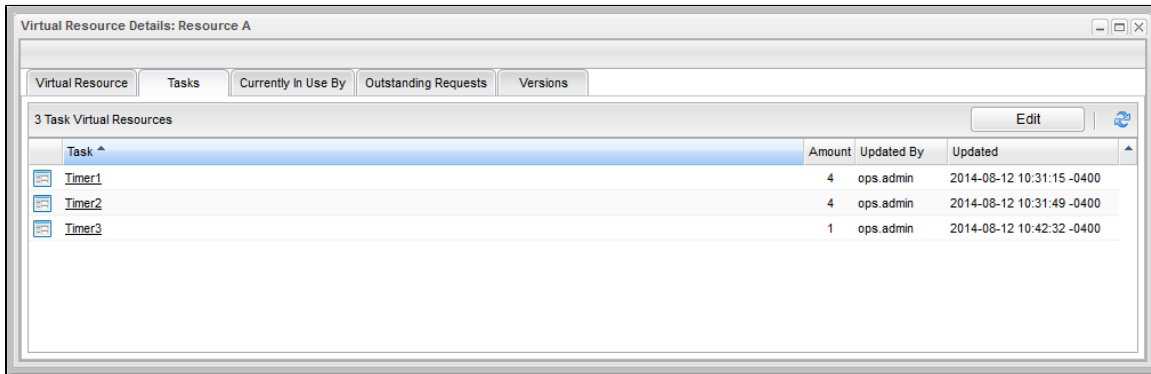 Virtual Resource Details: Resource A
Virtual Resource Tasks Currently In Use By Outstanding Requests Versions
3 Task Virtual Resources Edit
Task Amount Updated By Updated
Timer1 4 ops.admin 2014-08-12 10:31:15 -0400
Timer2 4 ops.admin 2014-08-12 10:31:49 -0400
Timer3 1 ops.admin 2014-08-12 10:42:32 -0400